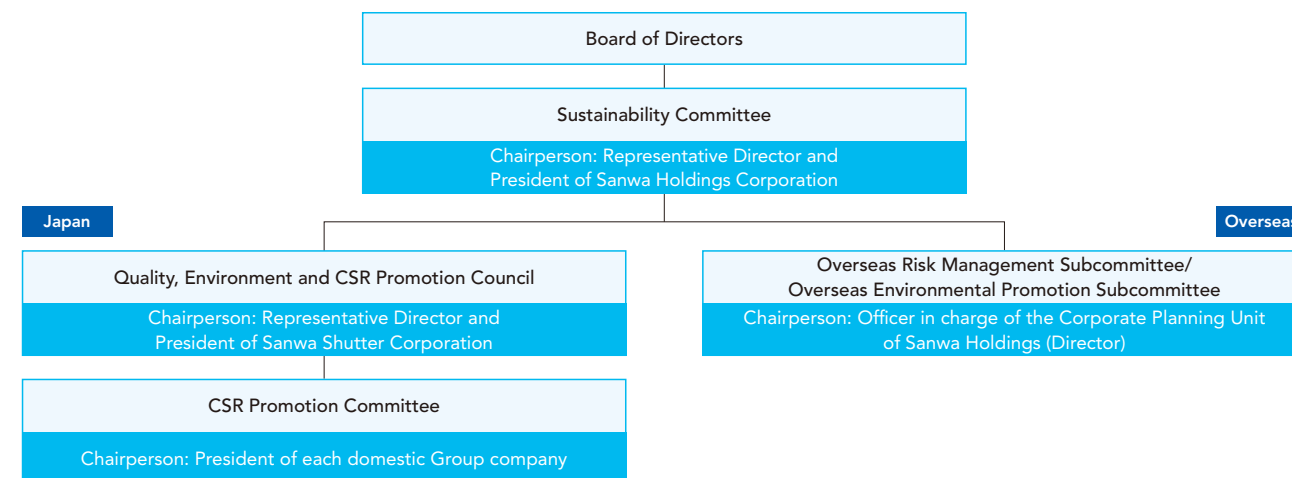 Board of Directors
Sustainability Committee
Chairperson: Representative Director and
President of Sanwa Holdings Corporation
Japan
Overseas
Quality, Environment and CSR Promotion Council
Chairperson: Representative Director and
President of Sanwa Shutter Corporation
Overseas Risk Management Subcommittee/
Overseas Environmental Promotion Subcommittee
Chairperson: Officer in charge of the Corporate Planning Unit
of Sanwa Holdings (Director)
CSR Promotion Committee
Chairperson: President of each domestic Group company